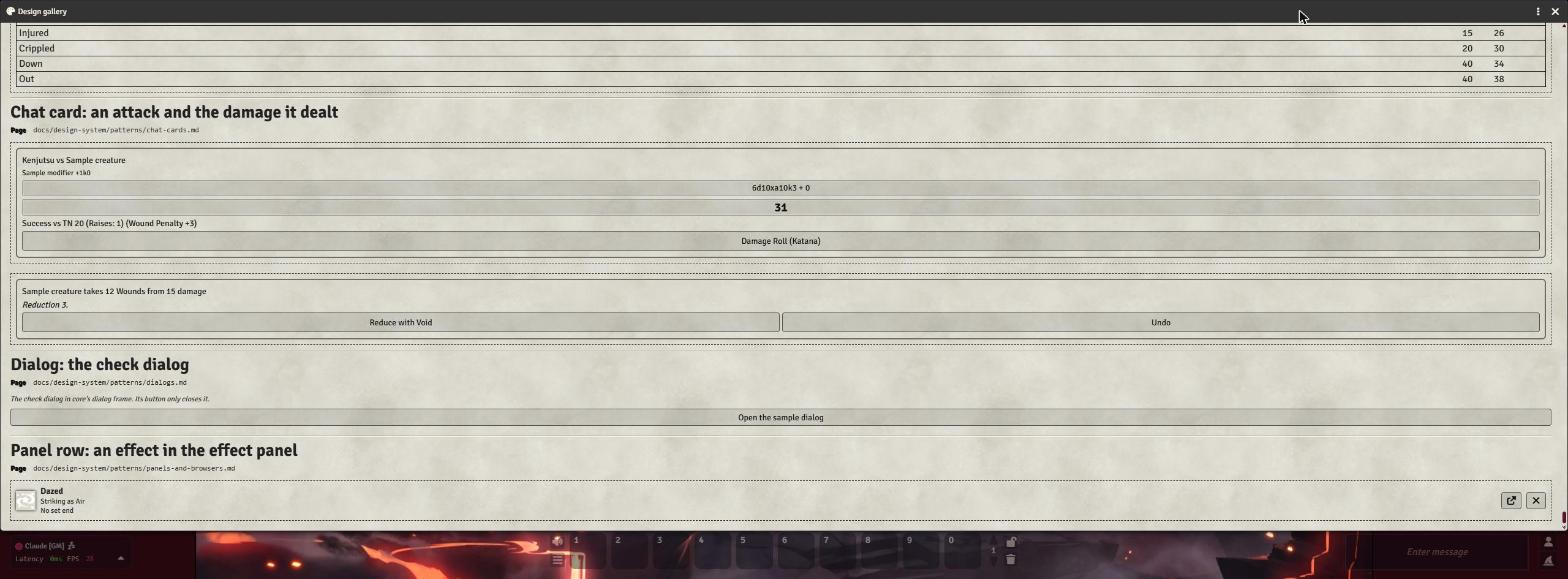 Design gallery
Injured 15 26
Crippled 20 30
Down 40 34
Out 40 38
Chat card: an attack and the damage it dealt
Page docs/design-system/patterns/chat-cards.md
Kenjutsu vs Sample creature
Sample modifier +1k0
6d10xa10k3 + 0
31
Success vs TN 20 (Raises: 1) (Wound Penalty +3)
Damage Roll (Katana)
Sample creature takes 12 Wounds from 15 damage
Reduction 3.
Reduce with Void Undo
Dialog: the check dialog
Page docs/design-system/patterns/dialogs.md
The check dialog in core's dialog frame. Its button only closes it.
Open the sample dialog
Panel row: an effect in the effect panel
Page docs/design-system/patterns/panels-and-browsers.md
Dazed
Striking as Air
No set end
Claude [GM]
Latency 0ms FPS 28
1 2 3 4 5 6 7 8 9 0
1
Enter message